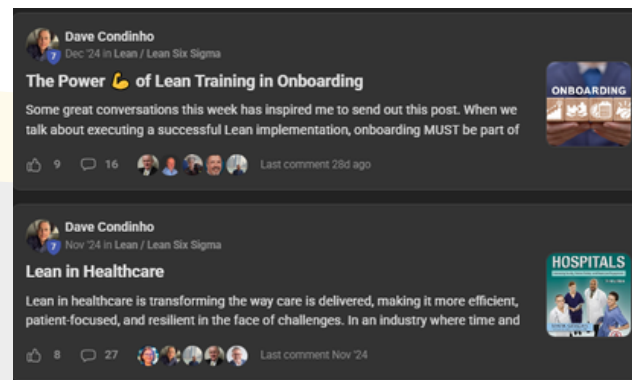 Dave Condinho
7
Dec '24 in Lean / Lean Six Sigma
The Power 💪 of Lean Training in Onboarding
Some great conversations this week has inspired me to send out this post. When we
talk about executing a successful Lean implementation, onboarding MUST be part of
ONBOARDING
9 16 Last comment 28d ago
Dave Condinho
7
Nov '24 in Lean / Lean Six Sigma
Lean in Healthcare
Lean in healthcare is transforming the way care is delivered, making it more efficient,
patient-focused, and resilient in the face of challenges. In an industry where time and
HOSPITALS
8 27 Last comment Nov '24